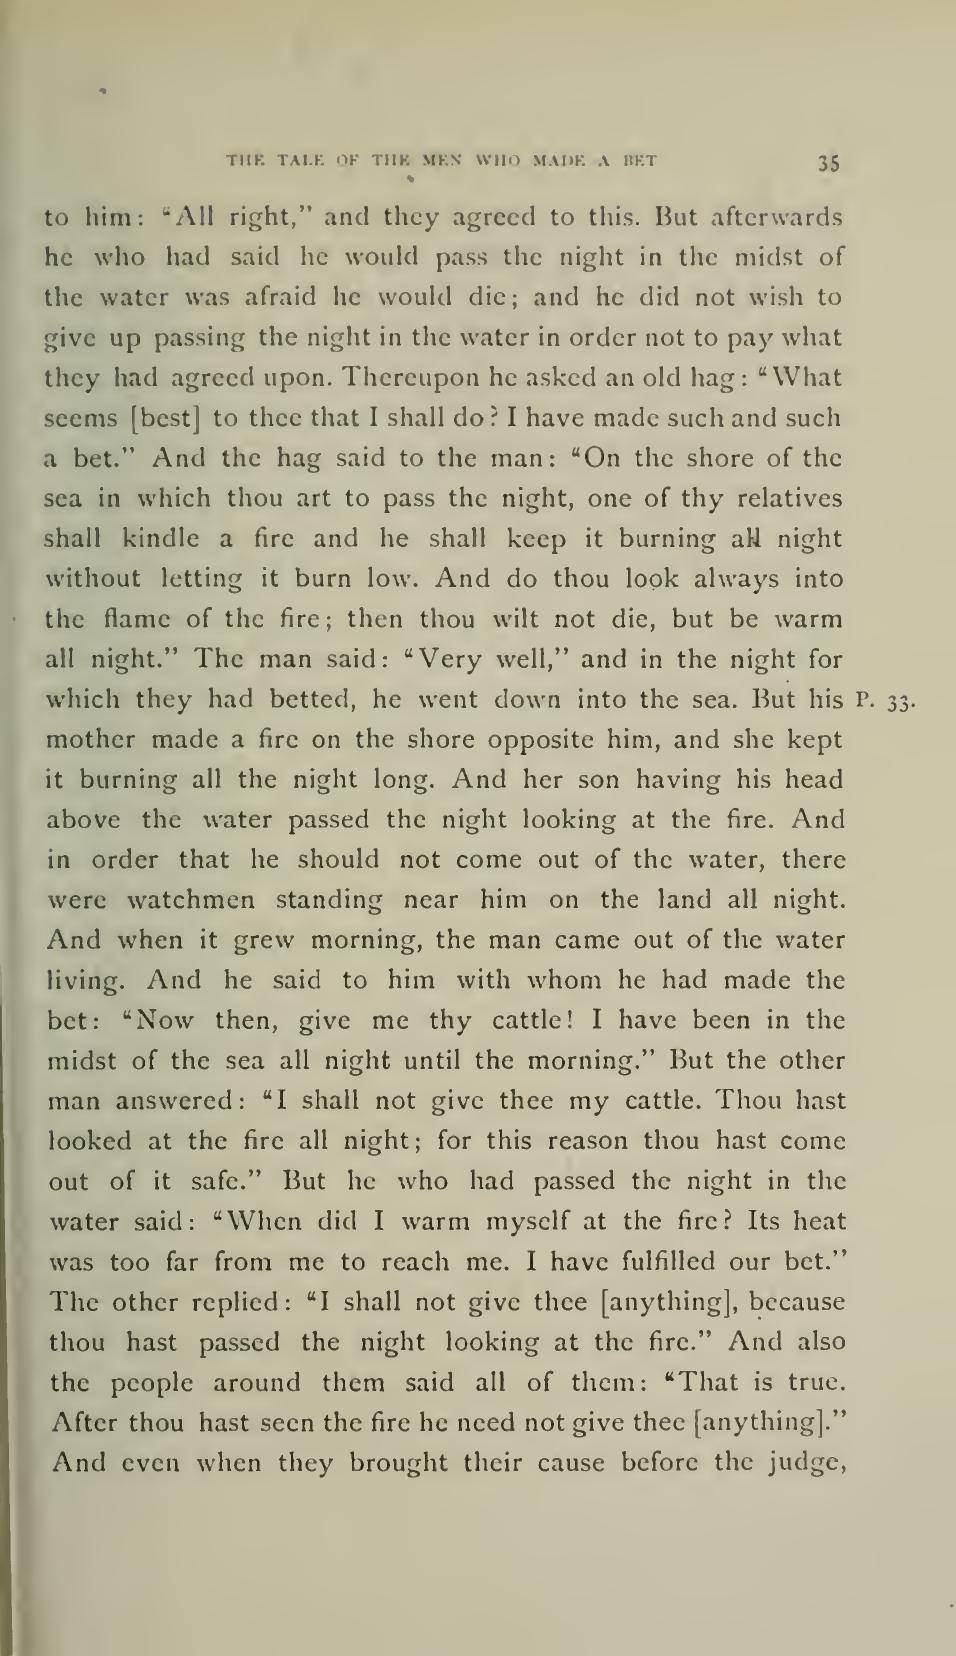 THE TALE OF THE MEN WHO MADE A BET 35
to him: “All right,” and they agreed to this. But afterwards
he who had said he would pass the night in the midst of
the water was afraid he would die; and he did not wish to
give up passing the night in the water in order not to pay what
they had agreed upon. Thereupon he asked an old hag: “What
seems [best] to thee that I shall do? I have made such and such
a bet.” And the hag said to the man: “On the shore of the
sea in which thou art to pass the night, one of thy relatives
shall kindle a fire and he shall keep it burning all night
without letting it burn low. And do thou look always into
the flame of the fire; then thou wilt not die, but be warm
all night.” The man said: “Very well,” and in the night for
which they had betted, he went down into the sea. But his P. 33.
mother made a fire on the shore opposite him, and she kept
it burning all the night long. And her son having his head
above the water passed the night looking at the fire. And
in order that he should not come out of the water, there
were watchmen standing near him on the land all night.
And when it grew morning, the man came out of the water
living. And he said to him with whom he had made the
bet: “Now then, give me thy cattle! I have been in the
midst of the sea all night until the morning.” But the other
man answered: “I shall not give thee my cattle. Thou hast
looked at the fire all night; for this reason thou hast come
out of it safe.” But he who had passed the night in the
water said: “When did I warm myself at the fire? Its heat
was too far from me to reach me. I have fulfilled our bet.”
The other replied: “I shall not give thee [anything], because
thou hast passed the night looking at the fire.” And also
the people around them said all of them: “That is true.
After thou hast seen the fire he need not give thee [anything].”
And even when they brought their cause before the judge,